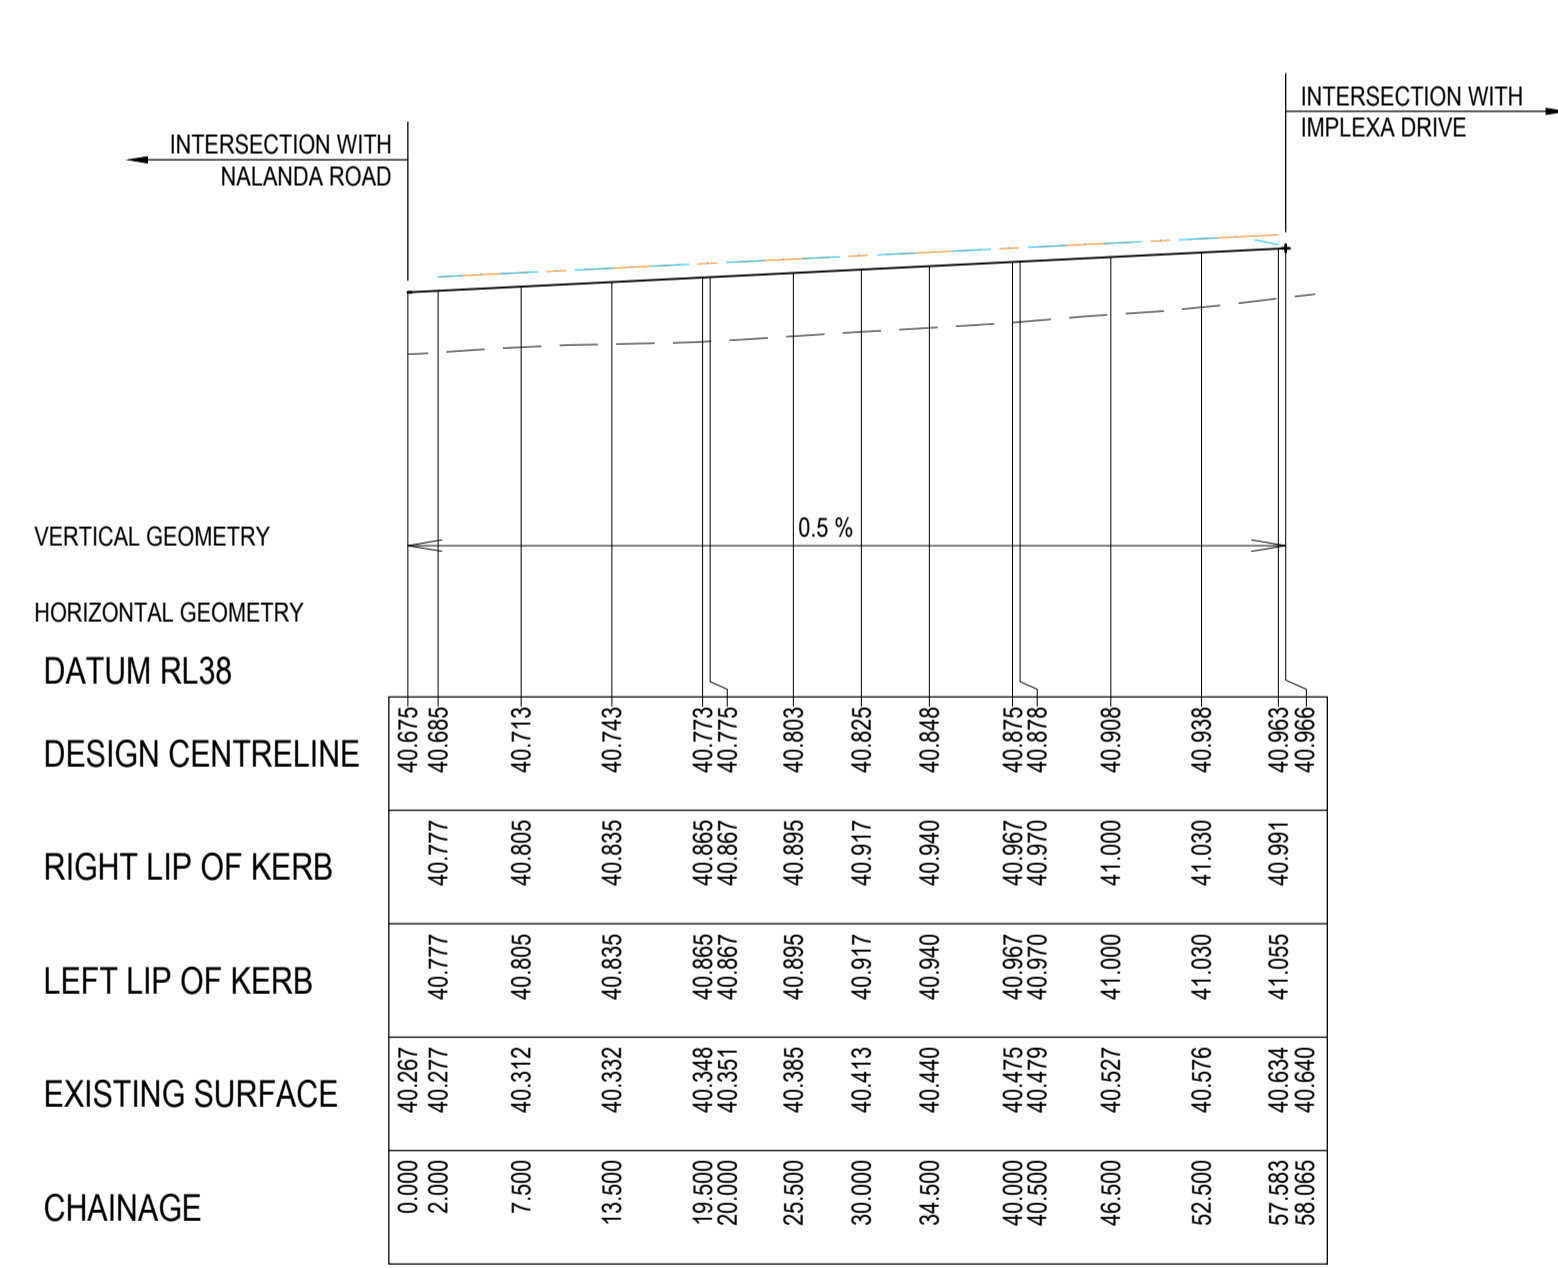 INTERSECTION WITH
IMPLEXA DRIVE
INTERSECTION WITH
NALANDA ROAD
0.5 %
VERTICAL GEOMETRY
HORIZONTAL GEOMETRY
DATUM RL38
DESIGN CENTRELINE 40.675 40.685 40.713 40.743 40.773 40.775 40.803 40.825 40.848 40.875 40.878 40.908 40.938 40.963 40.966
RIGHT LIP OF KERB 40.777 40.805 40.835 40.865 40.867 40.895 40.917 40.940 40.967 40.970 41.000 41.030 40.991
LEFT LIP OF KERB 40.777 40.805 40.835 40.865 40.867 40.895 40.917 40.940 40.967 40.970 41.000 41.030 41.055
EXISTING SURFACE 40.267 40.277 40.312 40.332 40.348 40.351 40.385 40.413 40.440 40.475 40.479 40.527 40.576 40.634 40.640
CHAINAGE 0.000 2.000 7.500 13.500 19.500 20.000 25.500 30.000 34.500 40.000 40.500 46.500 52.500 57.583 58.065